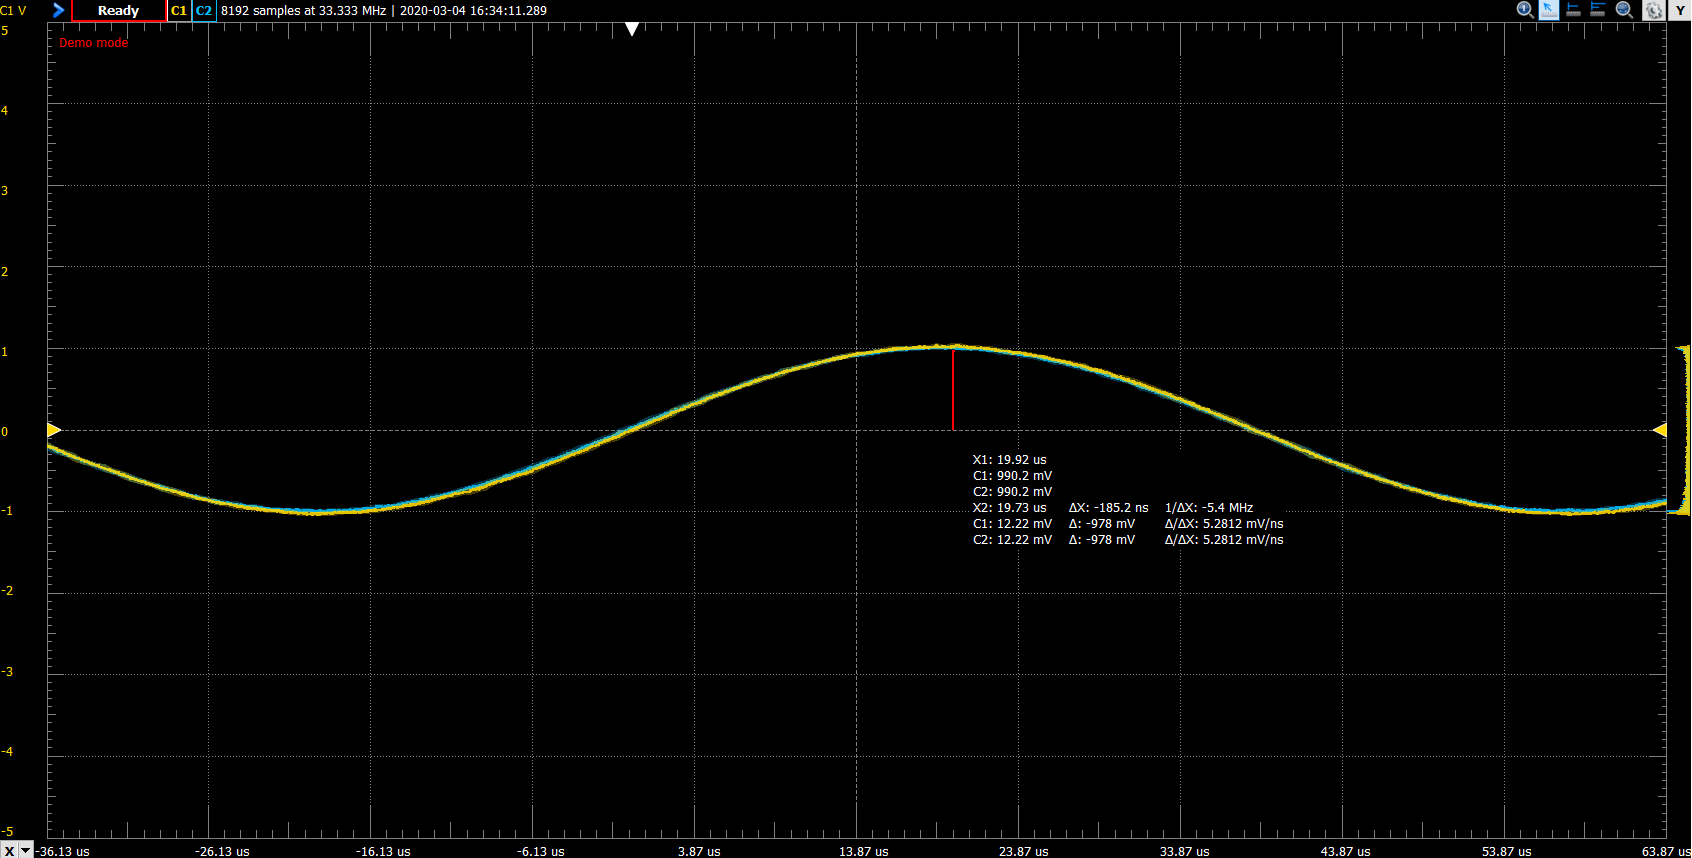 C1 V Ready C1 C2 8192 samples at 33.333 MHz | 2020-03-04 16:34:11.289 Y
Demo mode
5
4
3
2
1
0
-1
-2
-3
-4
-5
X1: 19.92 us
C1: 990.2 mV
C2: 990.2 mV
X2: 19.73 us ΔX: -185.2 ns 1/ΔX: -5.4 MHz
C1: 12.22 mV Δ: -978 mV Δ/ΔX: 5.2812 mV/ns
C2: 12.22 mV Δ: -978 mV Δ/ΔX: 5.2812 mV/ns
X -36.13 us -26.13 us -16.13 us -6.13 us 3.87 us 13.87 us 23.87 us 33.87 us 43.87 us 53.87 us 63.87 us